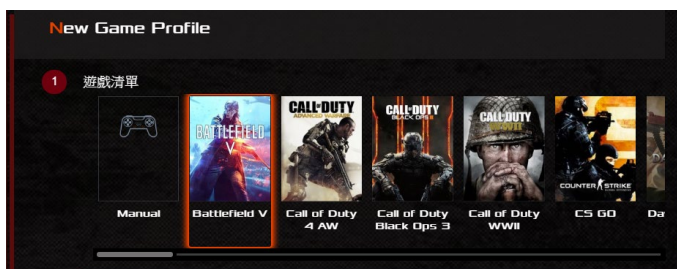 New Game Profile
1 遊戲清單
BATTLEFIELD
V
CALL OF DUTY
ADVANCED WARFARE
CALL OF DUTY
BLACK OPS III
CALL OF DUTY
WWII
COUNTER STRIKE
Manual
Battlefield V
Call of Duty
4 AW
Call of Duty
Black Ops 3
Call of Duty
WWII
CS GO
Da